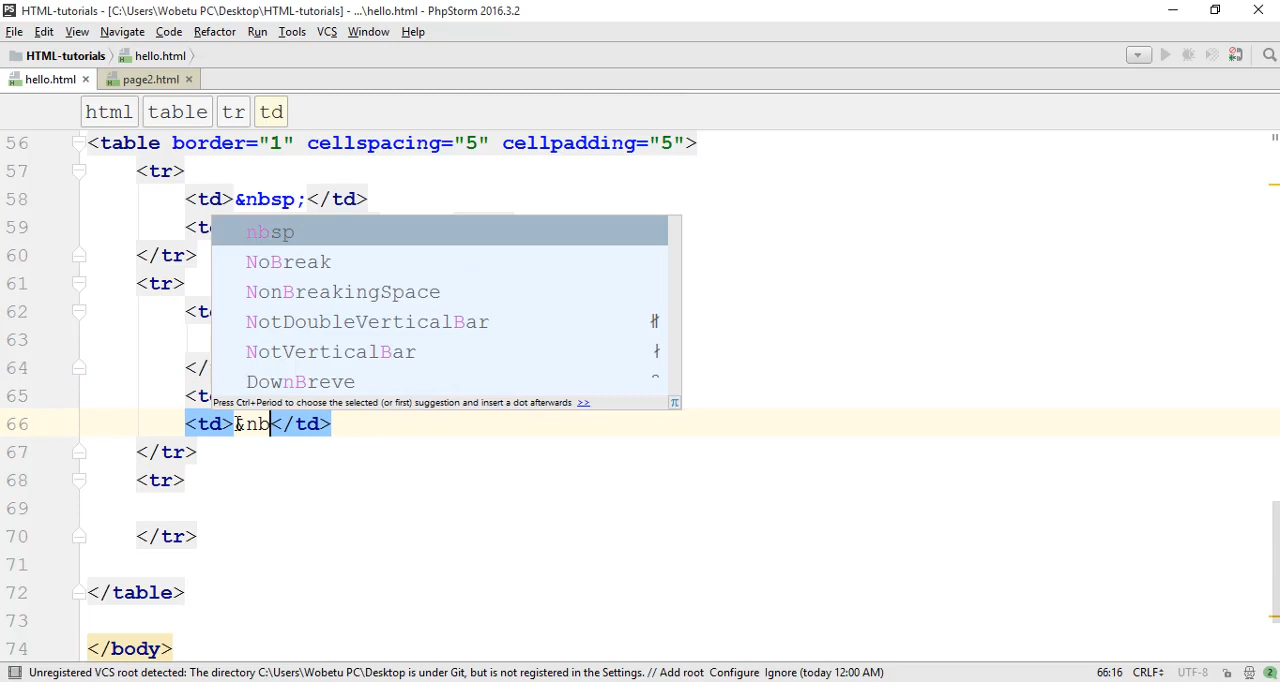 PS HTML-tutorials - [C:\Users\Wobetu PC\Desktop\HTML-tutorials] - ...\hello.html - PhpStorm 2016.3.2
File Edit View Navigate Code Refactor Run Tools VCS Window Help
HTML-tutorials hello.html
hello.html page2.html
html table tr td
56 <table border="1" cellspacing="5" cellpadding="5">
57 <tr>
58 <td>&nbsp;</td>
59 <td
nbsp
60 </tr>
NoBreak
61 <tr>
NonBreakingSpace
62 <td
NotDoubleVerticalBar ∦
63
NotVerticalBar ∤
64 </
DownBreve
65 <td
Press Ctrl+Period to choose the selected (or first) suggestion and insert a dot afterwards >> π
66 <td>&nb</td>
67 </tr>
68 <tr>
69
70 </tr>
71
72 </table>
73
74 </body>
Unregistered VCS root detected: The directory C:\Users\Wobetu PC\Desktop is under Git, but is not registered in the Settings. // Add root Configure Ignore (today 12:00 AM) 66:16 CRLF UTF-8 2